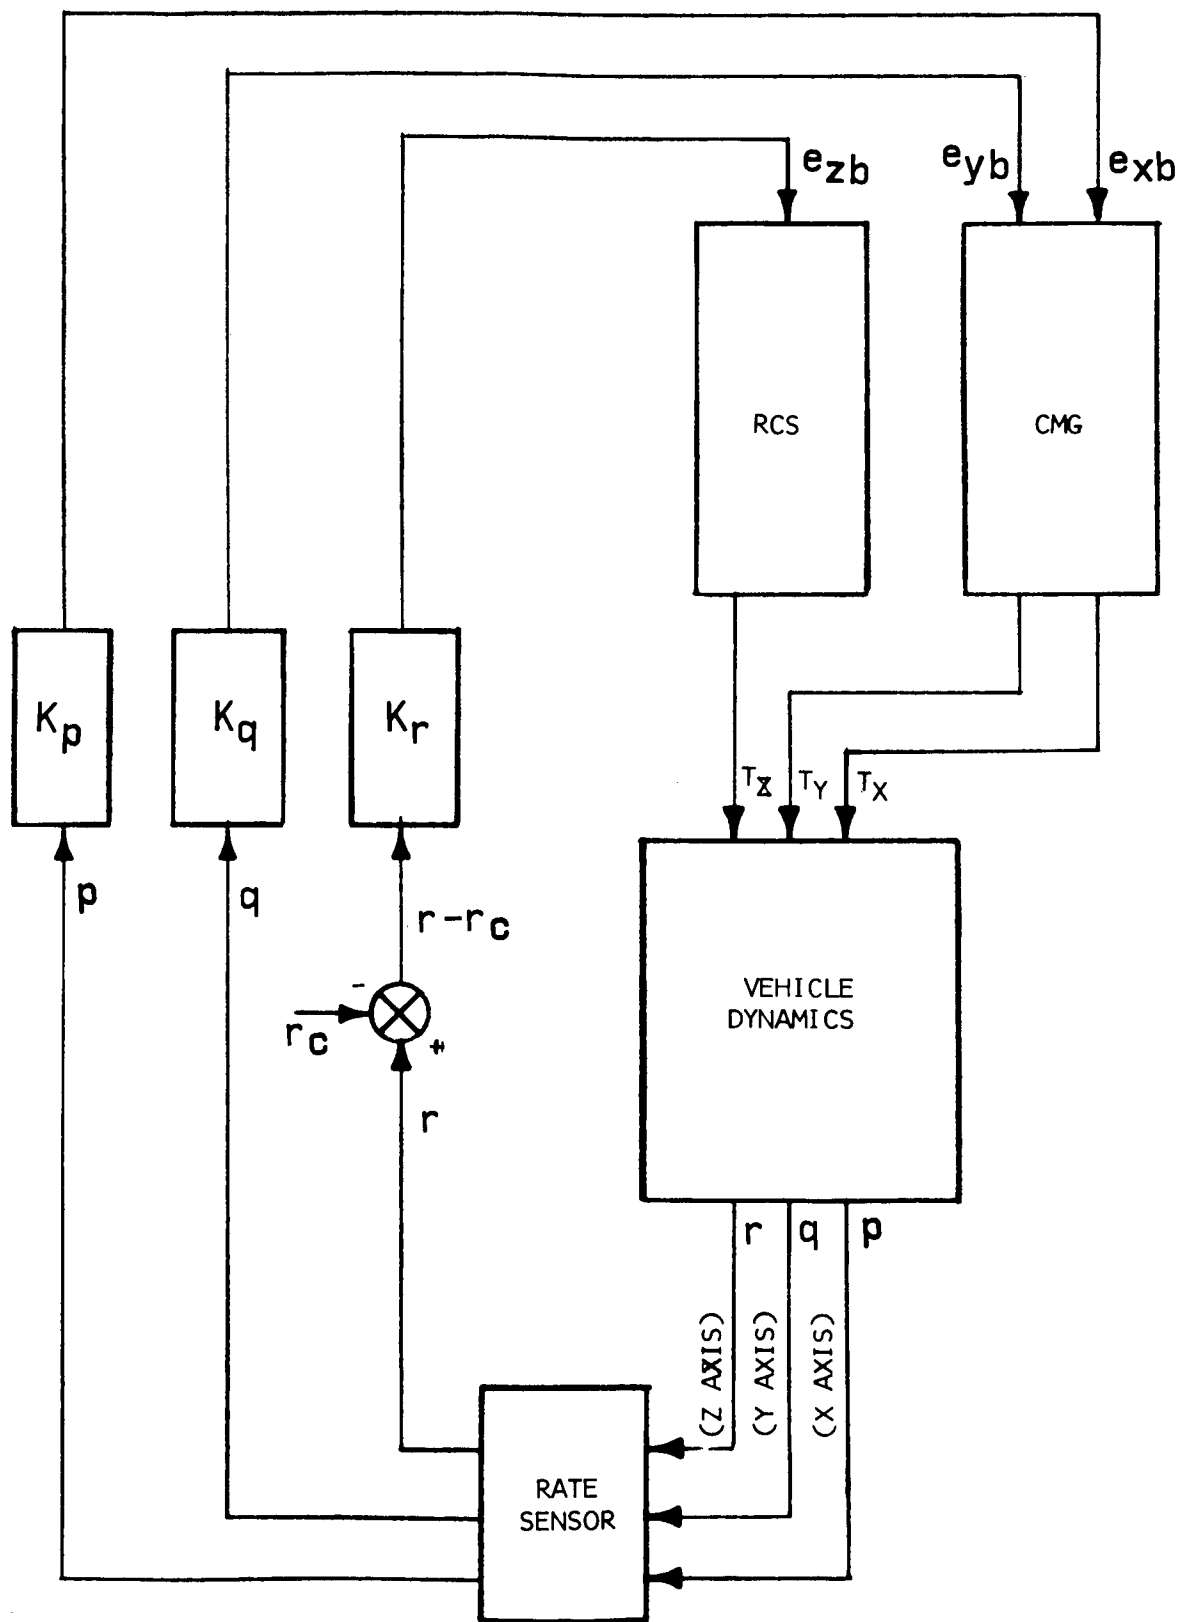 e_zb
e_yb
e_xb
RCS
CMG
K_p
K_q
K_r
T_Z
T_Y
T_X
p
q
r-r_c
-
r_c
+
r
VEHICLE
DYNAMICS
r
q
p
(Z AXIS)
(Y AXIS)
(X AXIS)
RATE
SENSOR